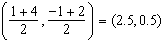 (1+4/2, -1+2/2) = (2.5, 0.5)